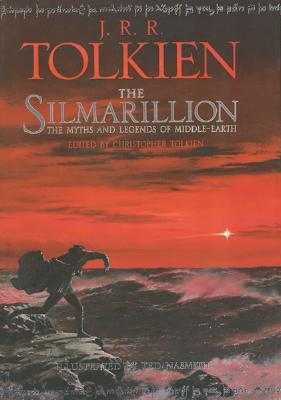 J. R. R.
TOLKIEN
THE
SILMARILLION
THE MYTHS AND LEGENDS OF MIDDLE-EARTH
EDITED BY CHRISTOPHER TOLKIEN
ILLUSTRATED BY TED NASMITH